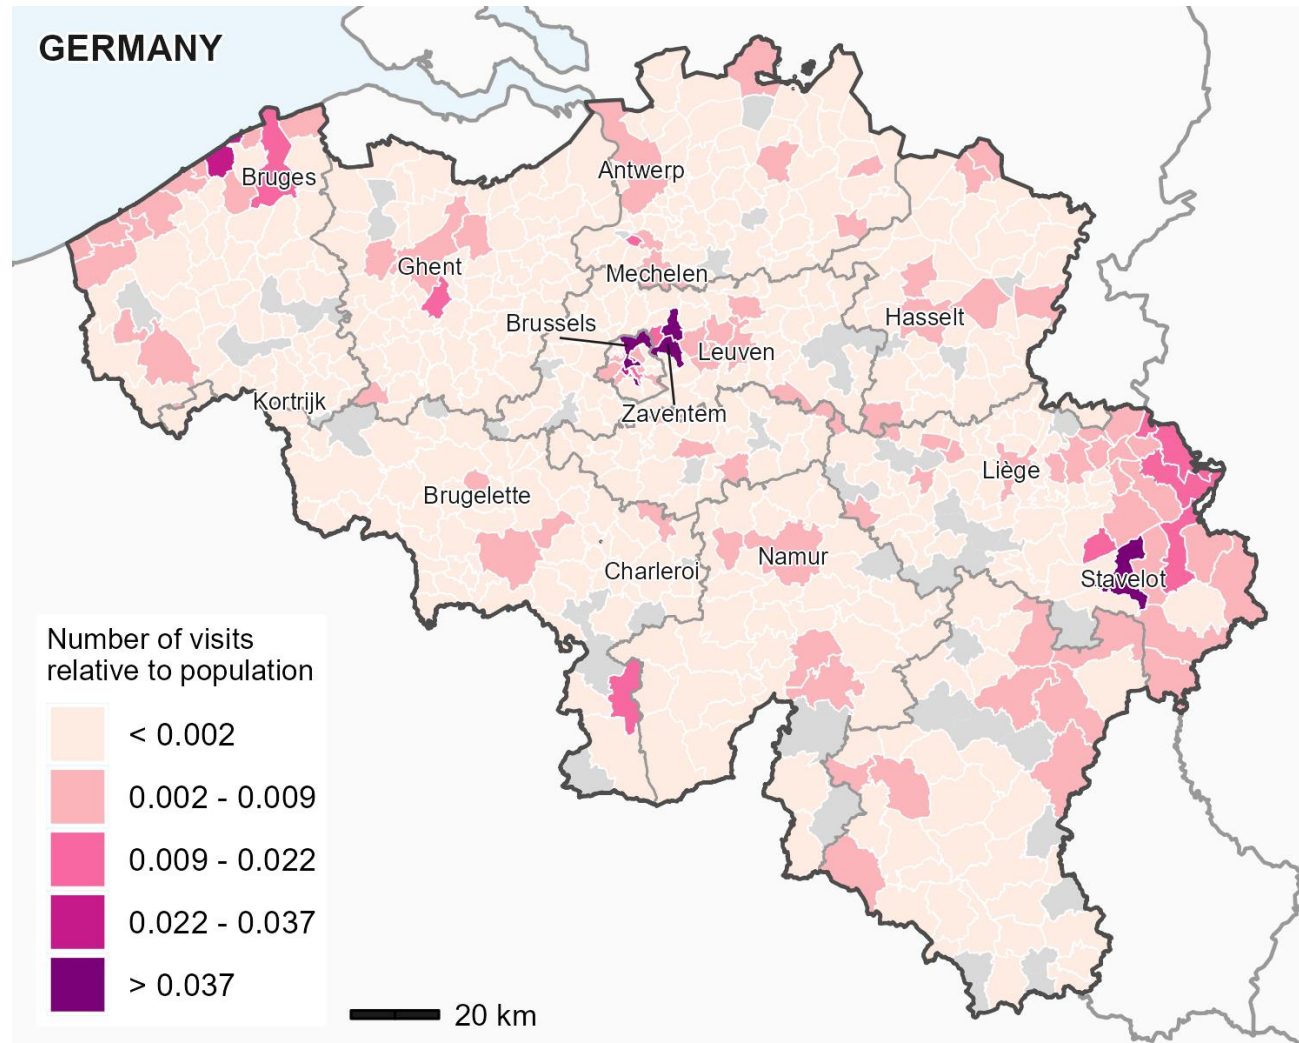 GERMANY
Bruges
Antwerp
Ghent
Mechelen
Brussels
Hasselt
Leuven
Kortrijk
Zaventem
Liège
Brugelette
Namur
Charleroi
Stavelot
Number of visits
relative to population
< 0.002
0.002 - 0.009
0.009 - 0.022
0.022 - 0.037
> 0.037
20 km